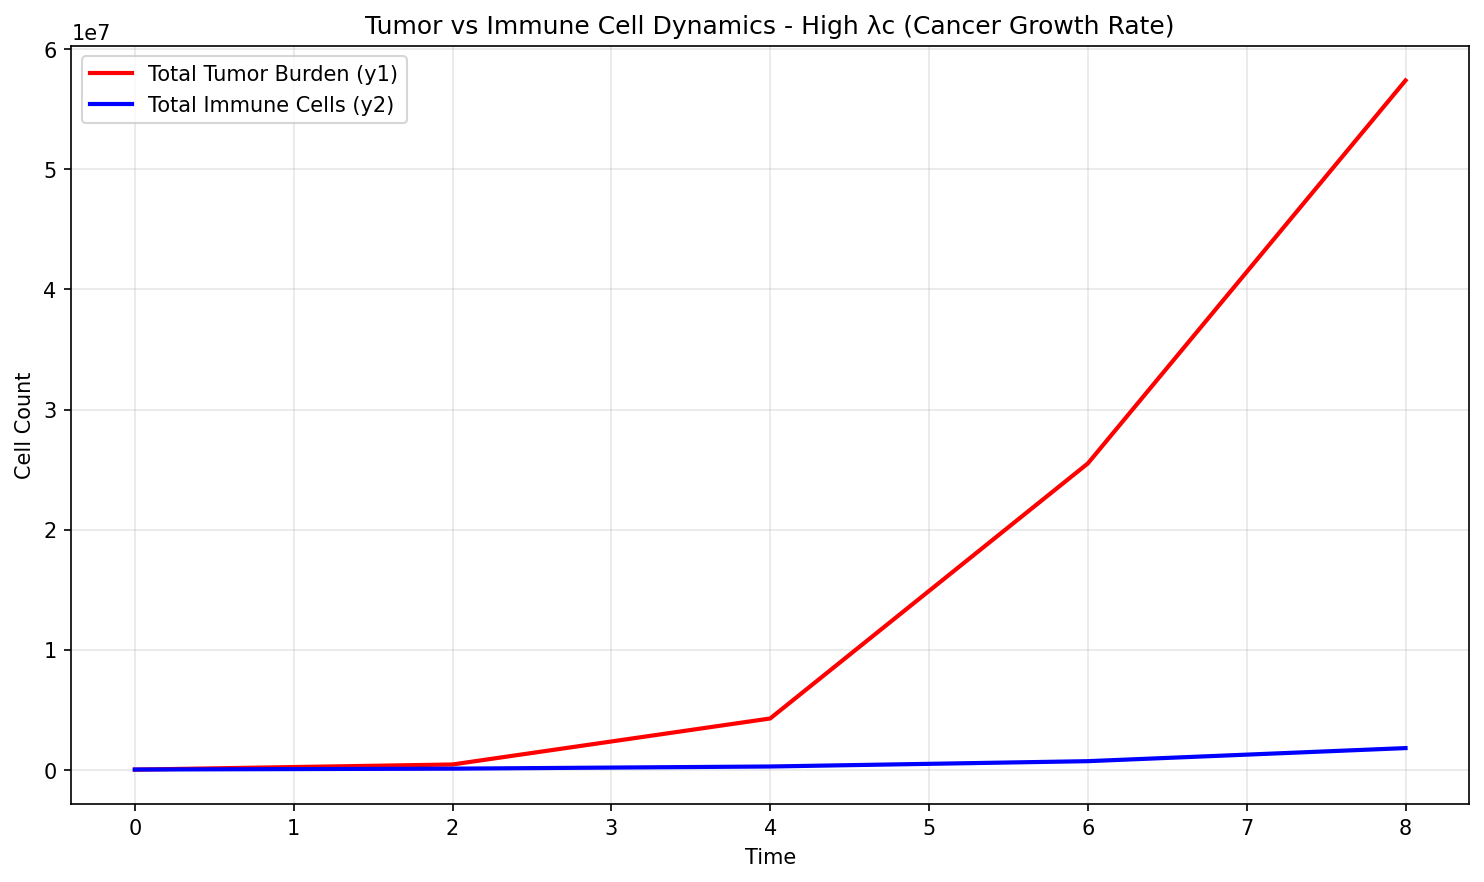 Tumor vs Immune Cell Dynamics - High λc (Cancer Growth Rate)
1e7
Total Tumor Burden (y1)
Total Immune Cells (y2)
6
5
4
3
2
1
0
Cell Count
0 1 2 3 4 5 6 7 8
Time